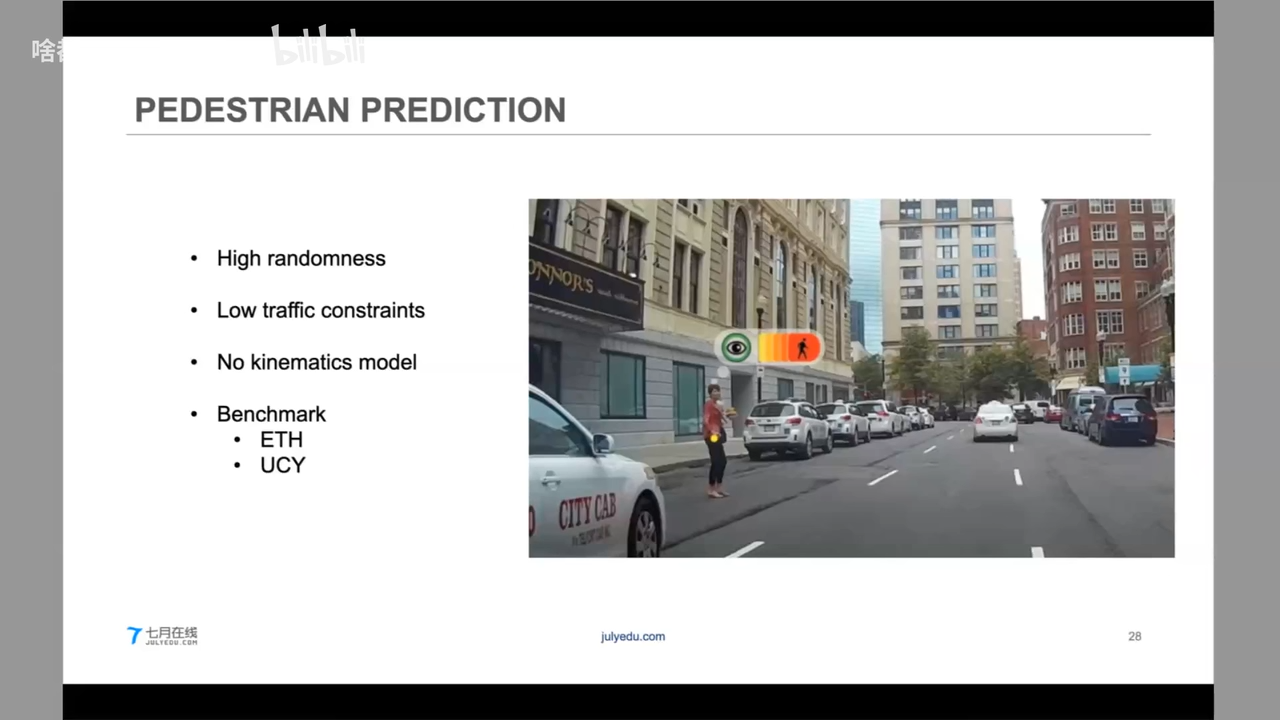 啥都
bilibili
PEDESTRIAN PREDICTION
• High randomness
• Low traffic constraints
• No kinematics model
• Benchmark
• ETH
• UCY
ONNOR'S
CITY CAB
七月在线
JULYEDU.COM
julyedu.com
28